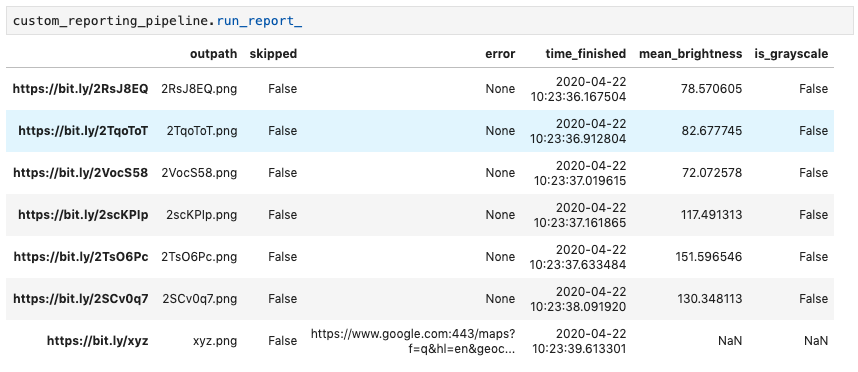 custom_reporting_pipeline.run_report_
outpath skipped error time_finished mean_brightness is_grayscale
https://bit.ly/2RsJ8EQ 2RsJ8EQ.png False None 2020-04-22 10:23:36.167504 78.570605 False
https://bit.ly/2TqoToT 2TqoToT.png False None 2020-04-22 10:23:36.912804 82.677745 False
https://bit.ly/2VocS58 2VocS58.png False None 2020-04-22 10:23:37.019615 72.072578 False
https://bit.ly/2scKPIp 2scKPIp.png False None 2020-04-22 10:23:37.161865 117.491313 False
https://bit.ly/2TsO6Pc 2TsO6Pc.png False None 2020-04-22 10:23:37.633484 151.596546 False
https://bit.ly/2SCv0q7 2SCv0q7.png False None 2020-04-22 10:23:38.091920 130.348113 False
https://bit.ly/xyz xyz.png False https://www.google.com:443/maps?f=q&hl=en&geoc... 2020-04-22 10:23:39.613301 NaN NaN